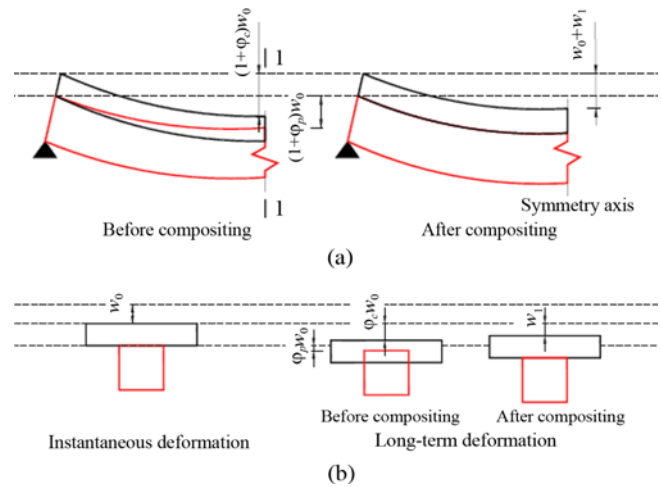 (1+φc)w0
1
(1+φp)w0
1
Before compositing
w0+w1
Symmetry axis
After compositing
(a)
w0
φpw0
φcw0
w1
Before compositing
After compositing
Instantaneous deformation
Long-term deformation
(b)